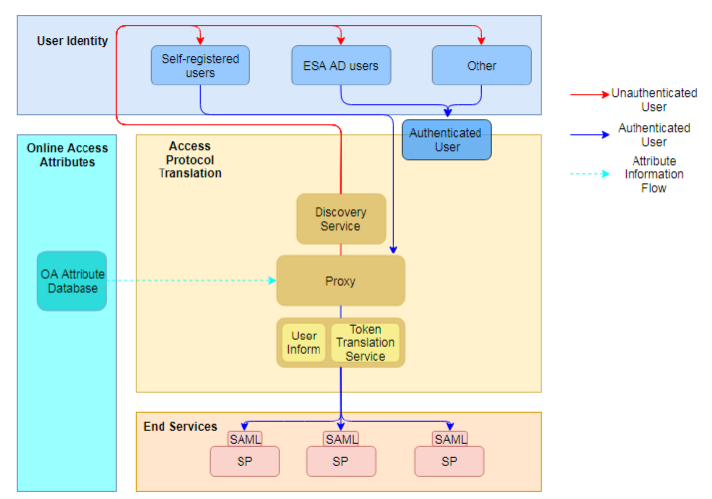 User Identity
Self-registered
users
ESA AD users
Other
Unauthenticated
User
Authenticated
User
Attribute
Information
Flow
Authenticated
User
Online Access
Attributes
Access
Protocol
Translation
Discovery
Service
OA Attribute
Database
Proxy
User
Inform
Token
Translation
Service
End Services
SAML
SAML
SAML
SP
SP
SP